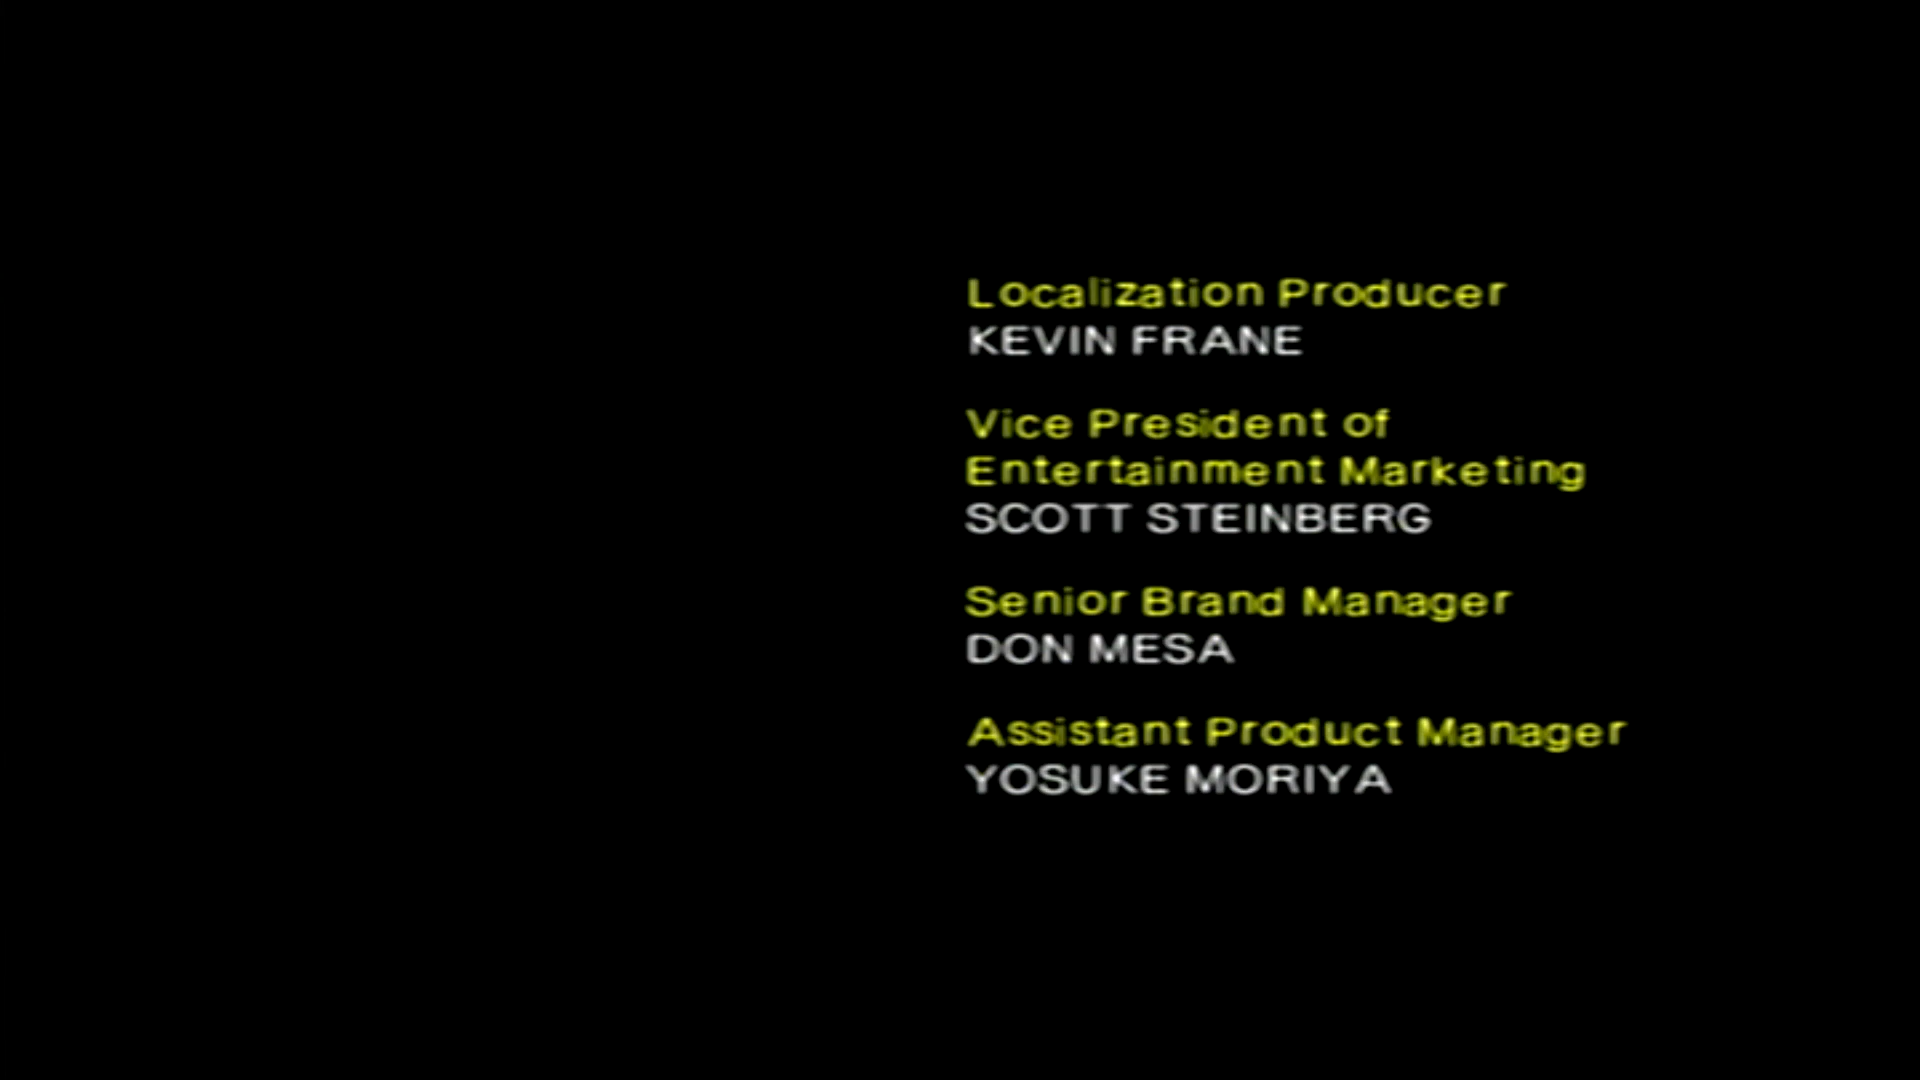 Localization Producer
KEVIN FRANE
Vice President of
Entertainment Marketing
SCOTT STEINBERG
Senior Brand Manager
DON MESA
Assistant Product Manager
YOSUKE MORIYA